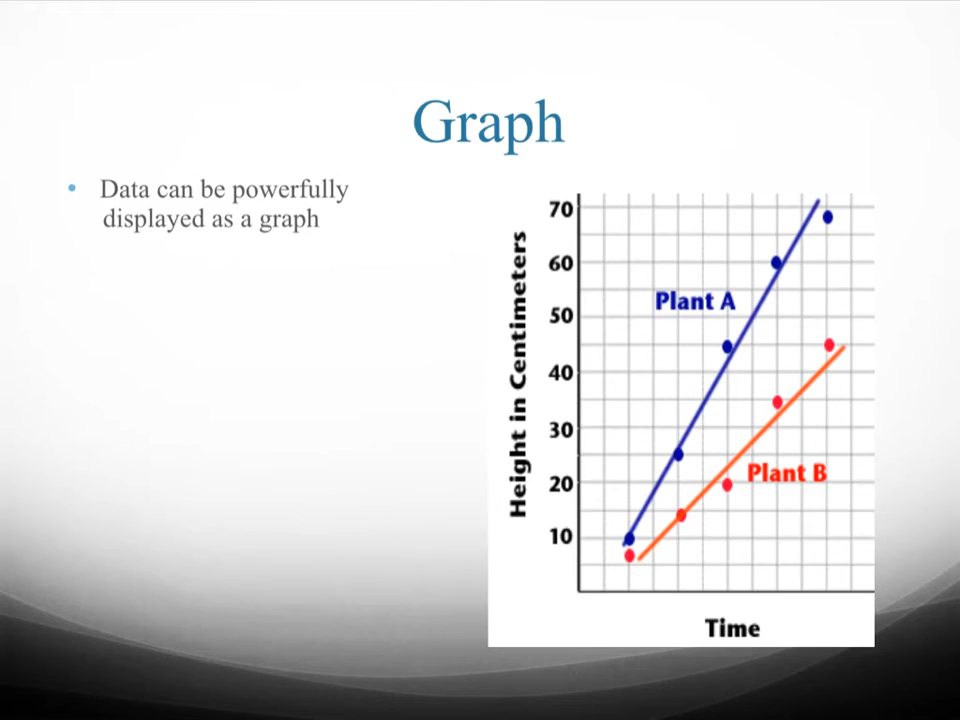 Graph
• Data can be powerfully
displayed as a graph
Height in Centimeters
70
60
50
40
30
20
10
Plant A
Plant B
Time